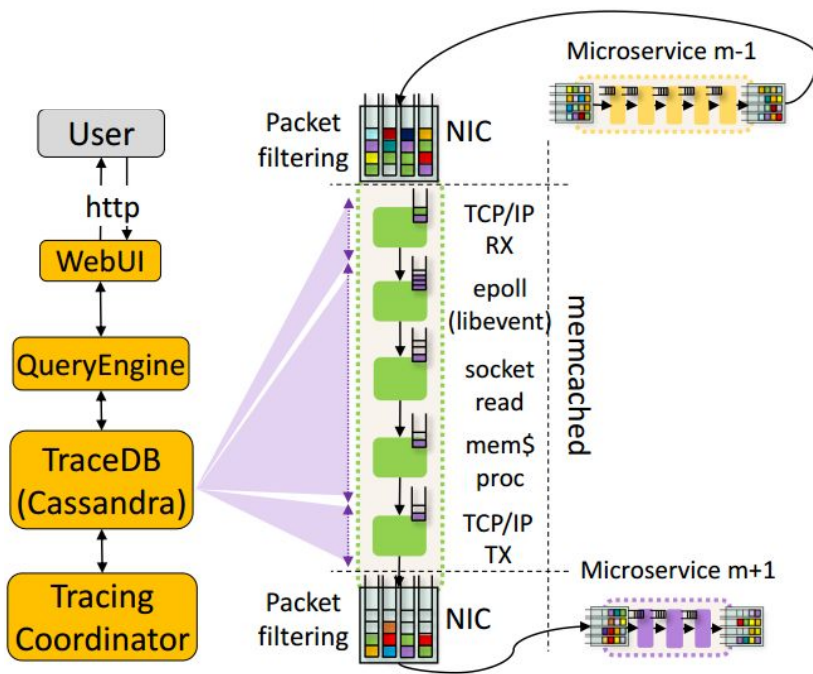 User
http
WebUI
QueryEngine
TraceDB
(Cassandra)
Tracing
Coordinator
Packet
filtering
NIC
Microservice m-1
TCP/IP
RX
epoll
(libevent)
socket
read
mem$
proc
TCP/IP
TX
memcached
Packet
filtering
NIC
Microservice m+1